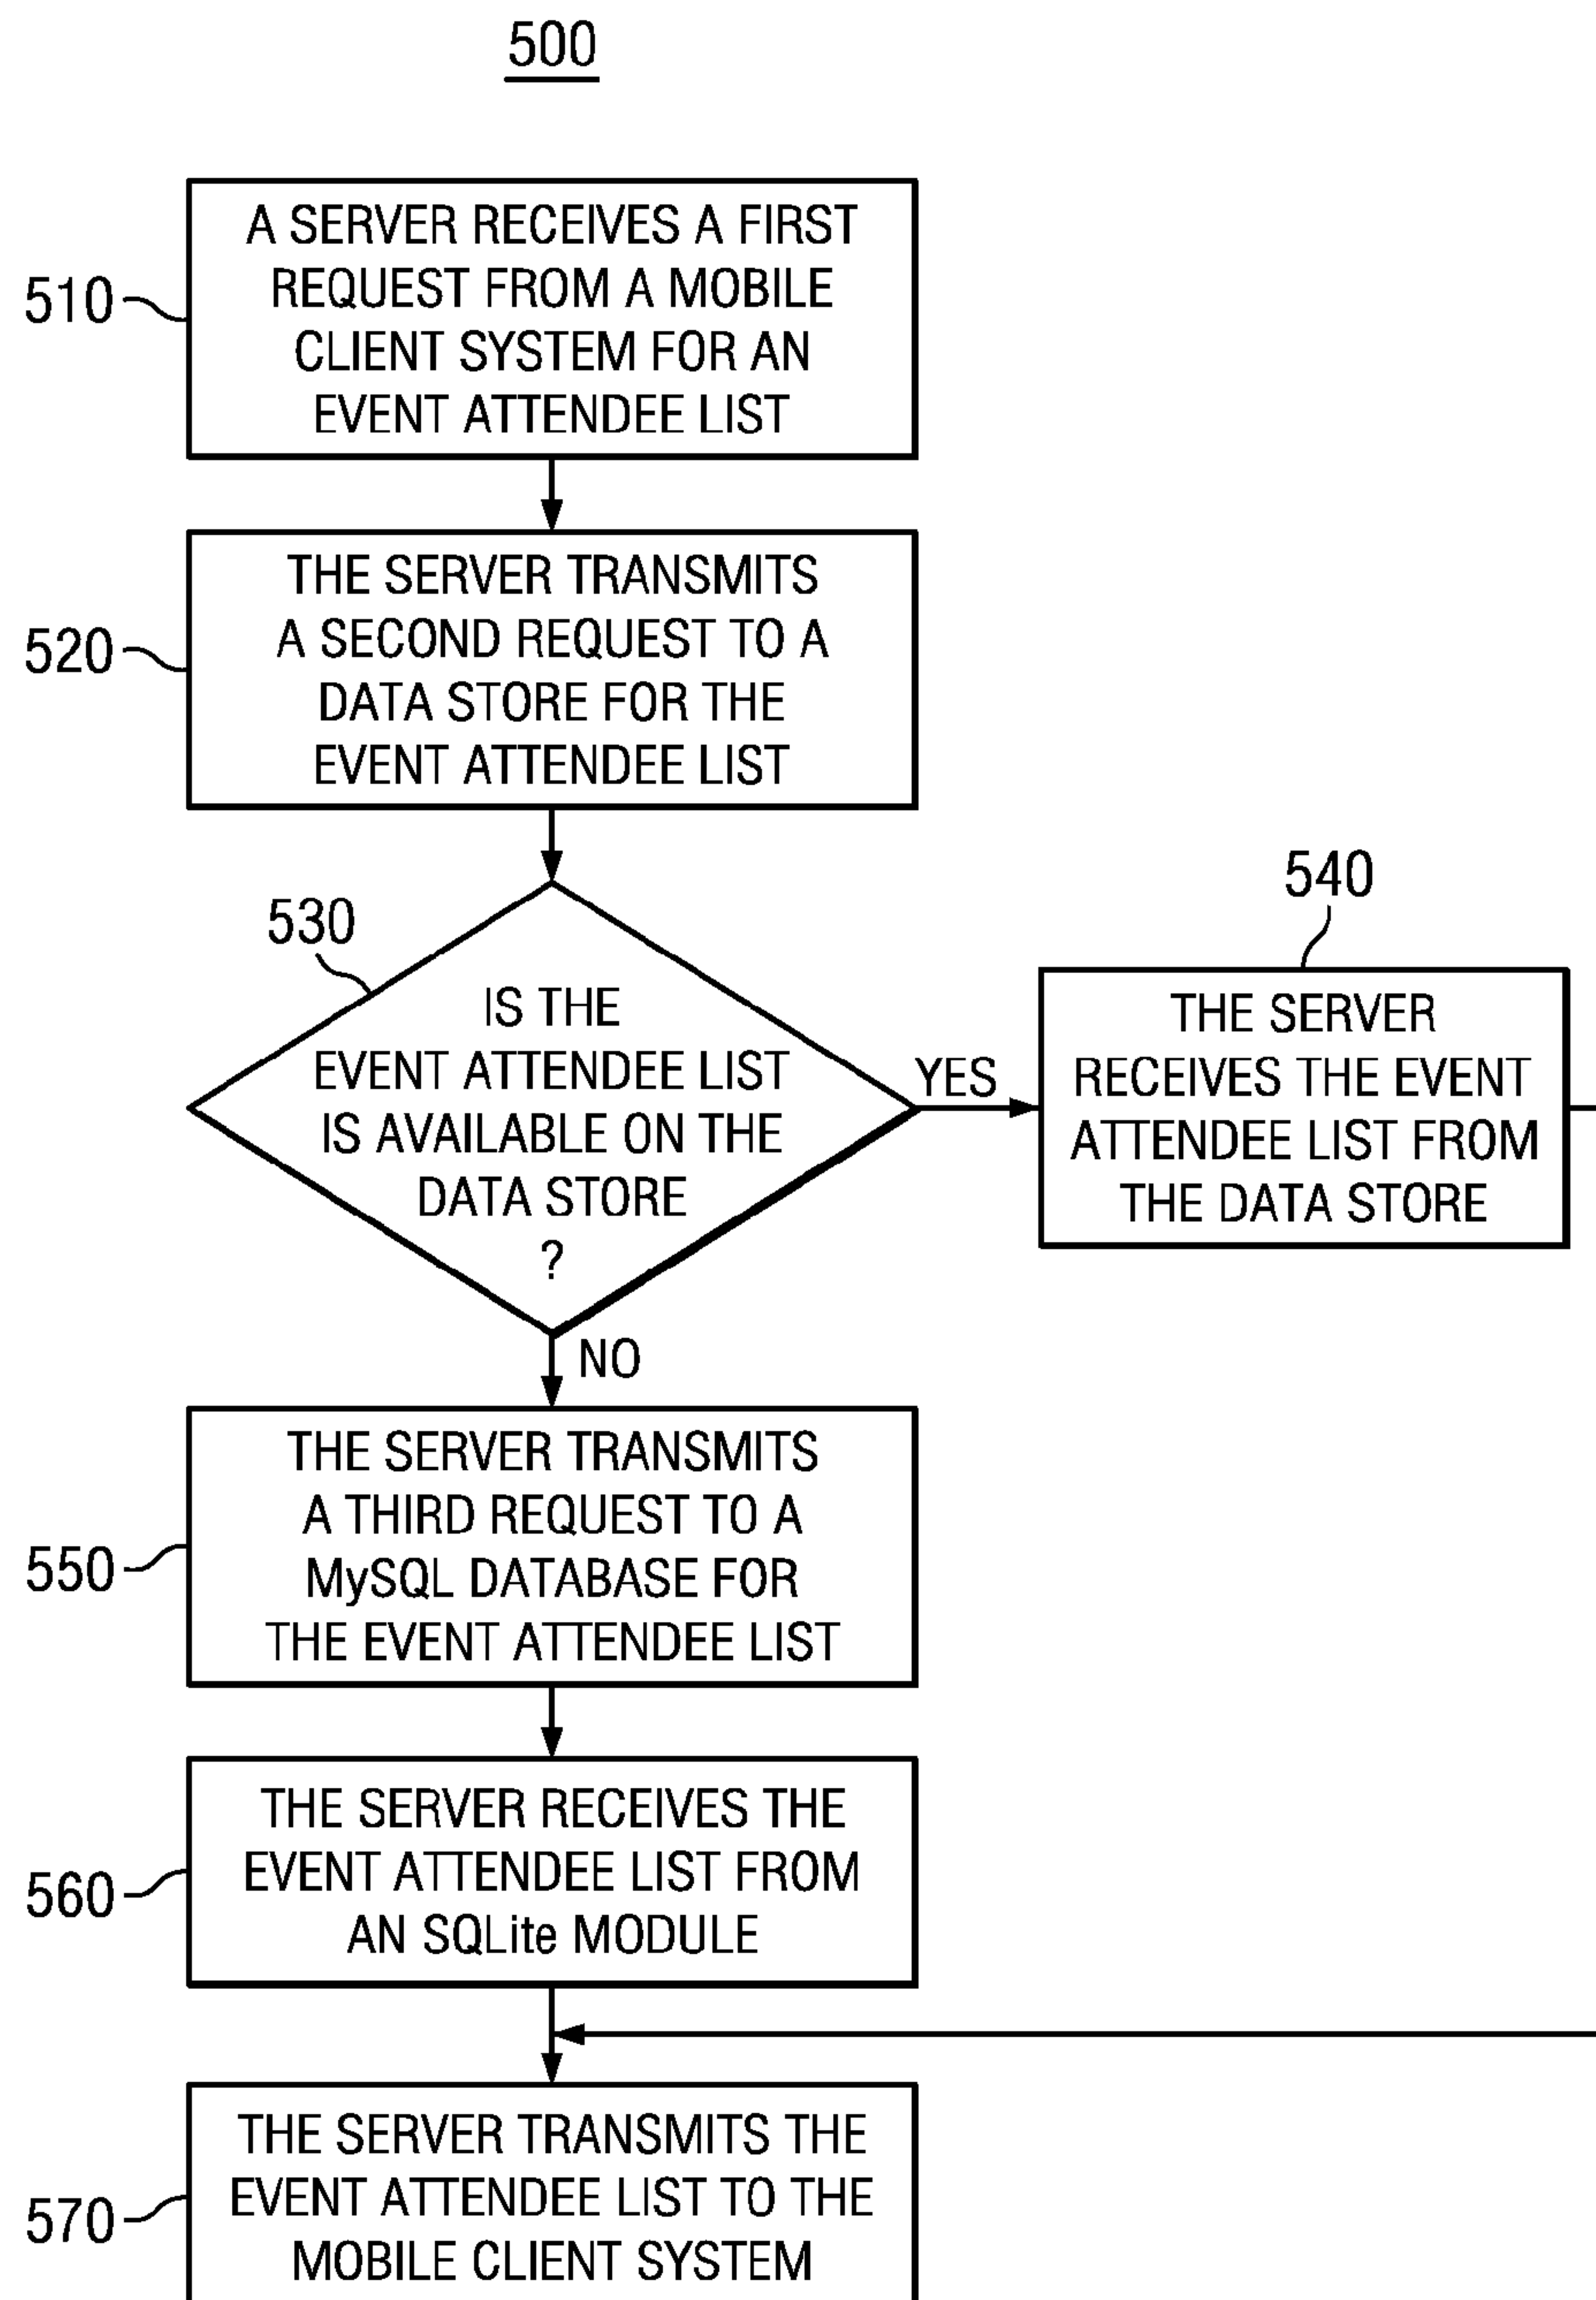 500
510
A SERVER RECEIVES A FIRST
REQUEST FROM A MOBILE
CLIENT SYSTEM FOR AN
EVENT ATTENDEE LIST
520
THE SERVER TRANSMITS
A SECOND REQUEST TO A
DATA STORE FOR THE
EVENT ATTENDEE LIST
530
IS THE
EVENT ATTENDEE LIST
IS AVAILABLE ON THE
DATA STORE
?
YES
540
THE SERVER
RECEIVES THE EVENT
ATTENDEE LIST FROM
THE DATA STORE
NO
550
THE SERVER TRANSMITS
A THIRD REQUEST TO A
MySQL DATABASE FOR
THE EVENT ATTENDEE LIST
560
THE SERVER RECEIVES THE
EVENT ATTENDEE LIST FROM
AN SQLite MODULE
570
THE SERVER TRANSMITS THE
EVENT ATTENDEE LIST TO THE
MOBILE CLIENT SYSTEM